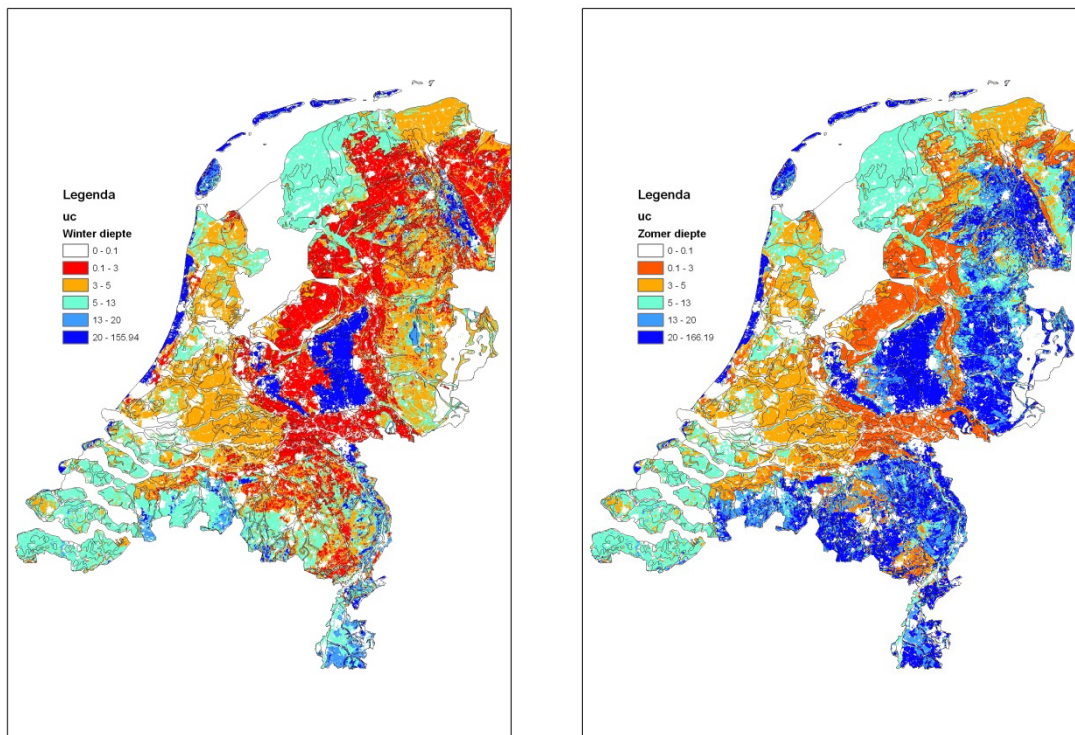 Legenda
uc
Winter diepte
0 - 0.1
0.1 - 3
3 - 5
5 - 13
13 - 20
20 - 155.94
Legenda
uc
Zomer diepte
0 - 0.1
0.1 - 3
3 - 5
5 - 13
13 - 20
20 - 166.19